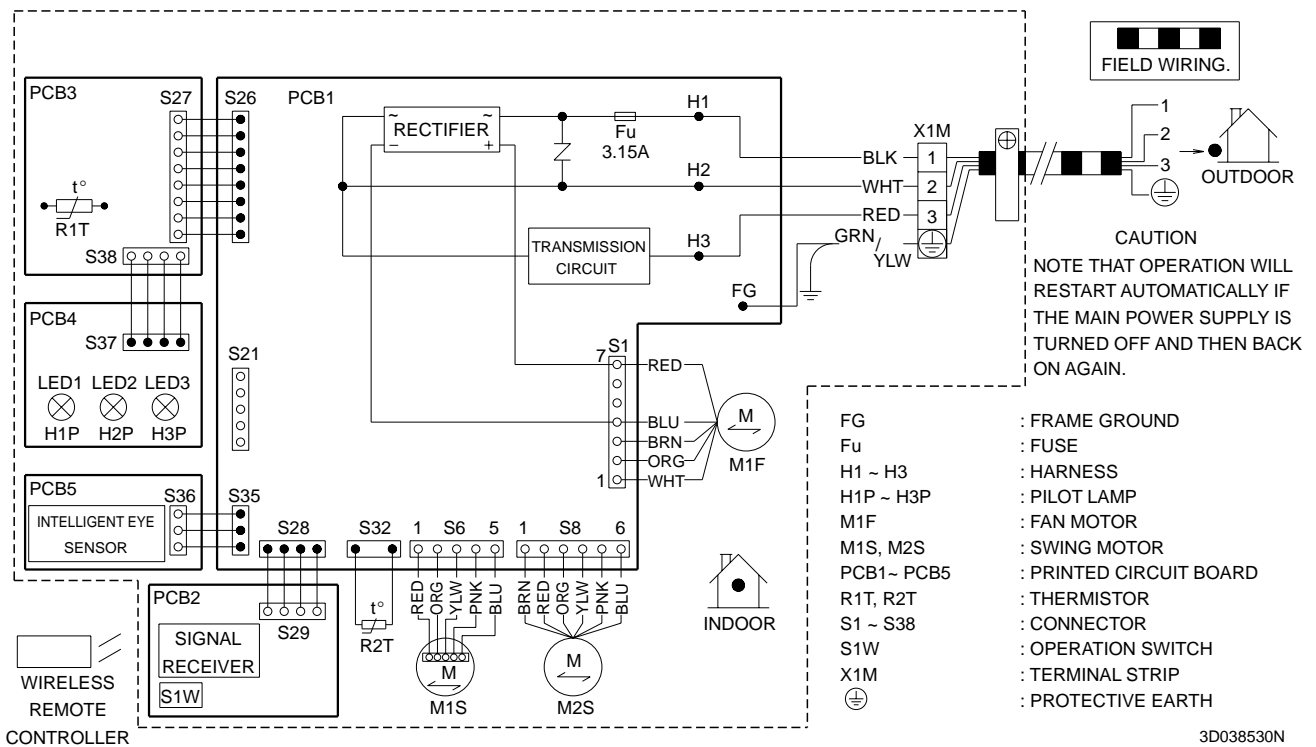 PCB3
S27
S26
PCB1
t°
R1T
S38
RECTIFIER
~ ~
− +
Fu
3.15A
H1
H2
H3
TRANSMISSION
CIRCUIT
FG
X1M
BLK 1
WHT 2
RED 3
GRN/YLW
FIELD WIRING.
1
2
3
OUTDOOR
CAUTION
NOTE THAT OPERATION WILL
RESTART AUTOMATICALLY IF
THE MAIN POWER SUPPLY IS
TURNED OFF AND THEN BACK
ON AGAIN.
PCB4
S37
LED1 LED2 LED3
H1P H2P H3P
S21
S1
7
RED
BLU
BRN
ORG
1 WHT
M
M1F
PCB5
S36
S35
INTELLIGENT EYE
SENSOR
S28
S32
1 S6 5
1 S8 6
RED
ORG
YLW
PNK
BLU
BRN
RED
ORG
YLW
PNK
BLU
PCB2
S29
SIGNAL
RECEIVER
S1W
t°
R2T
M
M1S
M
M2S
INDOOR
WIRELESS
REMOTE
CONTROLLER
FG : FRAME GROUND
Fu : FUSE
H1 ~ H3 : HARNESS
H1P ~ H3P : PILOT LAMP
M1F : FAN MOTOR
M1S, M2S : SWING MOTOR
PCB1~ PCB5 : PRINTED CIRCUIT BOARD
R1T, R2T : THERMISTOR
S1 ~ S38 : CONNECTOR
S1W : OPERATION SWITCH
X1M : TERMINAL STRIP
: PROTECTIVE EARTH
3D038530N